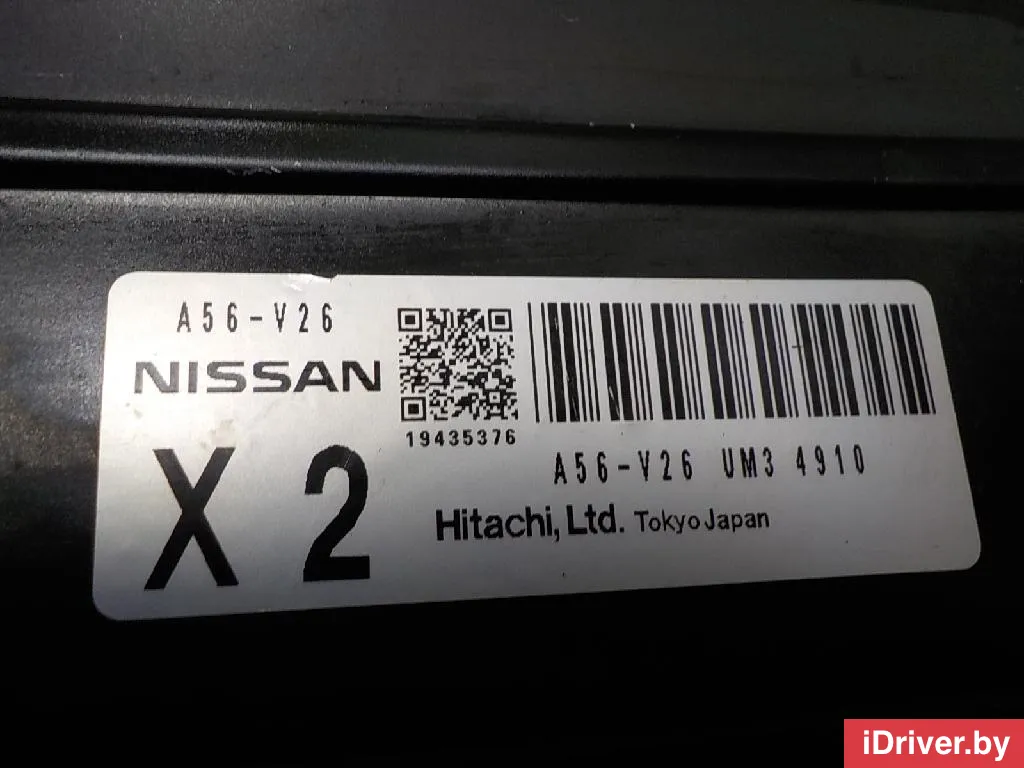 A56-V26
NISSAN
X 2
19435376
A56-V26 UM3 4910
Hitachi, Ltd. Tokyo Japan
iDriver.by